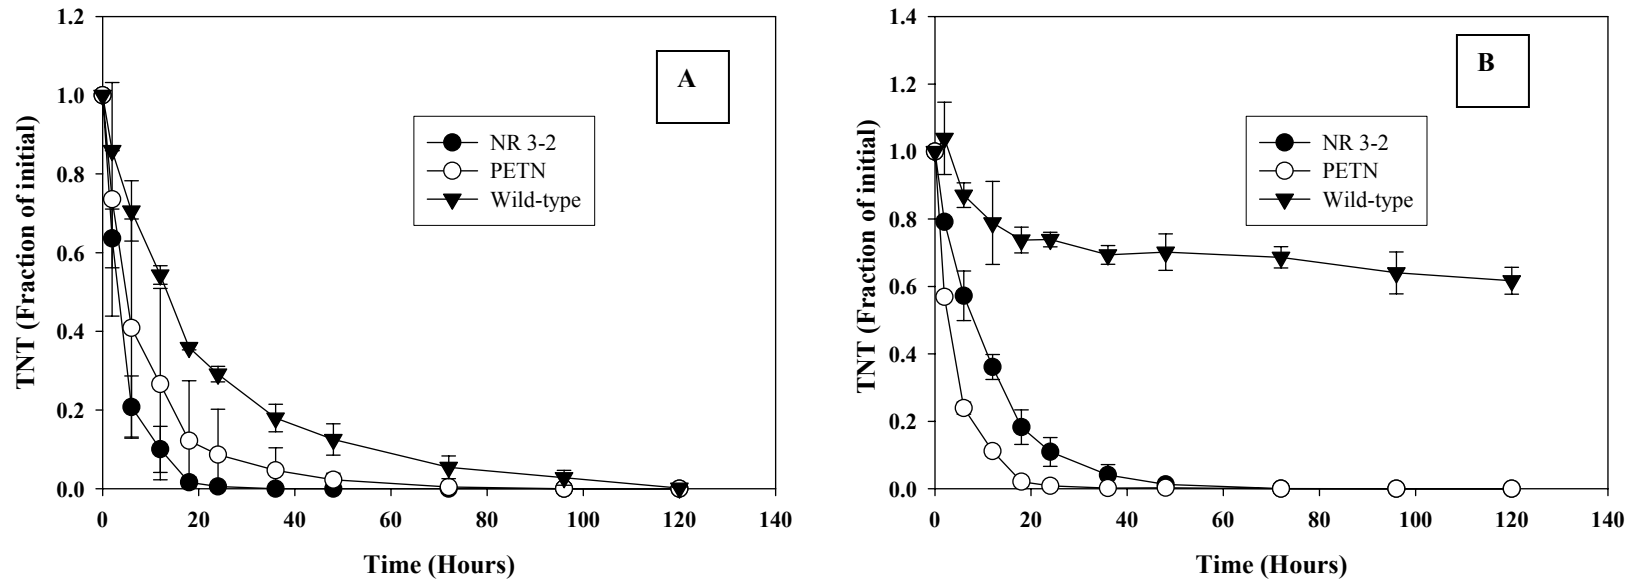 1.2
1.0
0.8
0.6
0.4
0.2
0.0
TNT (Fraction of initial)
A
NR 3-2
PETN
Wild-type
0 20 40 60 80 100 120 140
Time (Hours)
1.4
1.2
1.0
0.8
0.6
0.4
0.2
0.0
TNT (Fraction of initial)
B
NR 3-2
PETN
Wild-type
0 20 40 60 80 100 120 140
Time (Hours)